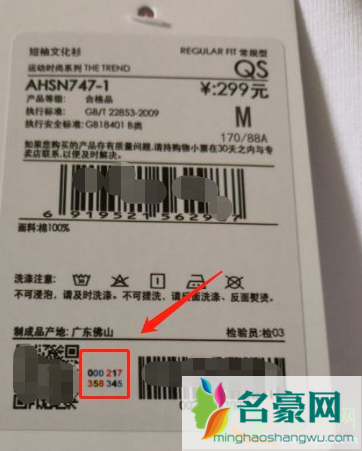 短袖文化衫 REGULAR FIT 常规型
运动时尚系列 THE TREND QS
AHSN747-1 ¥:299元
产品等级: 合格品
执行标准: GB/T 22853-2009 M
执行安全标准: GB18401 B类 170/88A
如果您购买的产品存在质量问题,请持购物小票在30天之内与专
卖店联系,以便及时解决.
6 919521 5629
面料:棉100%
洗涤注意:
不可浸泡, 请及时洗涤、不可搓洗、请反面洗涤、反面熨烫。
制成品产地: 广东佛山 检验员:检03
000 217
358 345
名豪网
minghaoshangwu.com